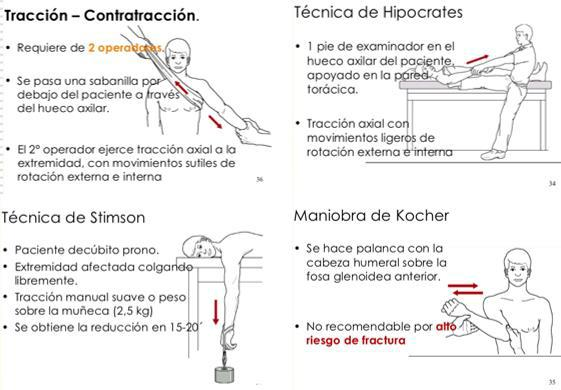 Tracción – Contratracción.
• Requiere de 2 operadores.
• Se pasa una sabanilla por
debajo del paciente a través
del hueco axilar.
• El 2º operador ejerce tracción axial a la
extremidad, con movimientos sutiles de
rotación externa e interna
36
Técnica de Hipocrates
• 1 pie de examinador en el
hueco axilar del paciente,
apoyado en la pared
torácica.
• Tracción axial con
movimientos ligeros de
rotación externa e interna
34
Técnica de Stimson
• Paciente decúbito prono.
• Extremidad afectada colgando
libremente.
• Tracción manual suave o peso
sobre la muñeca (2,5 kg)
• Se obtiene la reducción en 15-20´
Maniobra de Kocher
• Se hace palanca con la
cabeza humeral sobre la
fosa glenoidea anterior.
• No recomendable por alto
riesgo de fractura
35